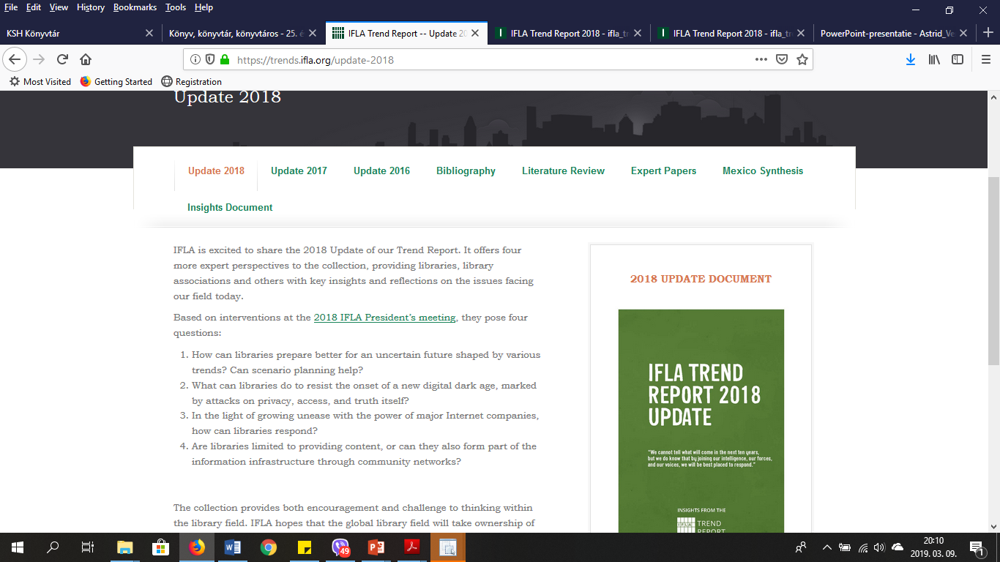 File Edit View History Bookmarks Tools Help
KSH Könyvtár
Könyv, könyvtár, könyvtáros - 25. é
IFLA Trend Report -- Update 20
IFLA Trend Report 2018 - ifla_tr
IFLA Trend Report 2018 - ifla_tr
PowerPoint-presentatie - Astrid_Ve
https://trends.ifla.org/update-2018
Most Visited Getting Started Registration
Update 2018
Update 2018 Update 2017 Update 2016 Bibliography Literature Review Expert Papers Mexico Synthesis
Insights Document
IFLA is excited to share the 2018 Update of our Trend Report. It offers four
more expert perspectives to the collection, providing libraries, library
associations and others with key insights and reflections on the issues facing
our field today.
Based on interventions at the 2018 IFLA President's meeting, they pose four
questions:
1. How can libraries prepare better for an uncertain future shaped by various
trends? Can scenario planning help?
2. What can libraries do to resist the onset of a new digital dark age, marked
by attacks on privacy, access, and truth itself?
3. In the light of growing unease with the power of major Internet companies,
how can libraries respond?
4. Are libraries limited to providing content, or can they also form part of the
information infrastructure through community networks?
The collection provides both encouragement and challenge to thinking within
the library field. IFLA hopes that the global library field will take ownership of
2018 UPDATE DOCUMENT
IFLA TREND
REPORT 2018
UPDATE
"We cannot tell what will come in the next ten years,
but we do know that by joining our intelligence, our forces,
and our voices, we will be best placed to respond."
INSIGHTS FROM THE
IFLA TREND
REPORT
49
20:10
2019. 03. 09.
1